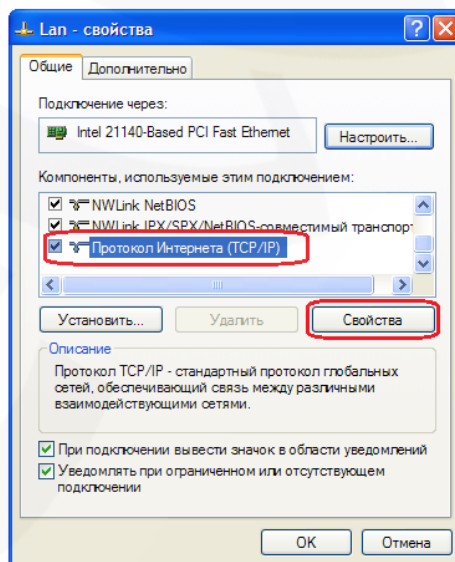 Lan - свойства
Общие
Дополнительно
Подключение через:
Intel 21140-Based PCI Fast Ethernet
Настроить...
Компоненты, используемые этим подключением:
NWLink NetBIOS
NWLink IPX/SPX/NetBIOS-совместимый транспорт
Протокол Интернета (TCP/IP)
Установить...
Удалить
Свойства
Описание
Протокол TCP/IP - стандартный протокол глобальных
сетей, обеспечивающий связь между различными
взаимодействующими сетями.
При подключении вывести значок в области уведомлений
Уведомлять при ограниченном или отсутствующем
подключении
OK
Отмена